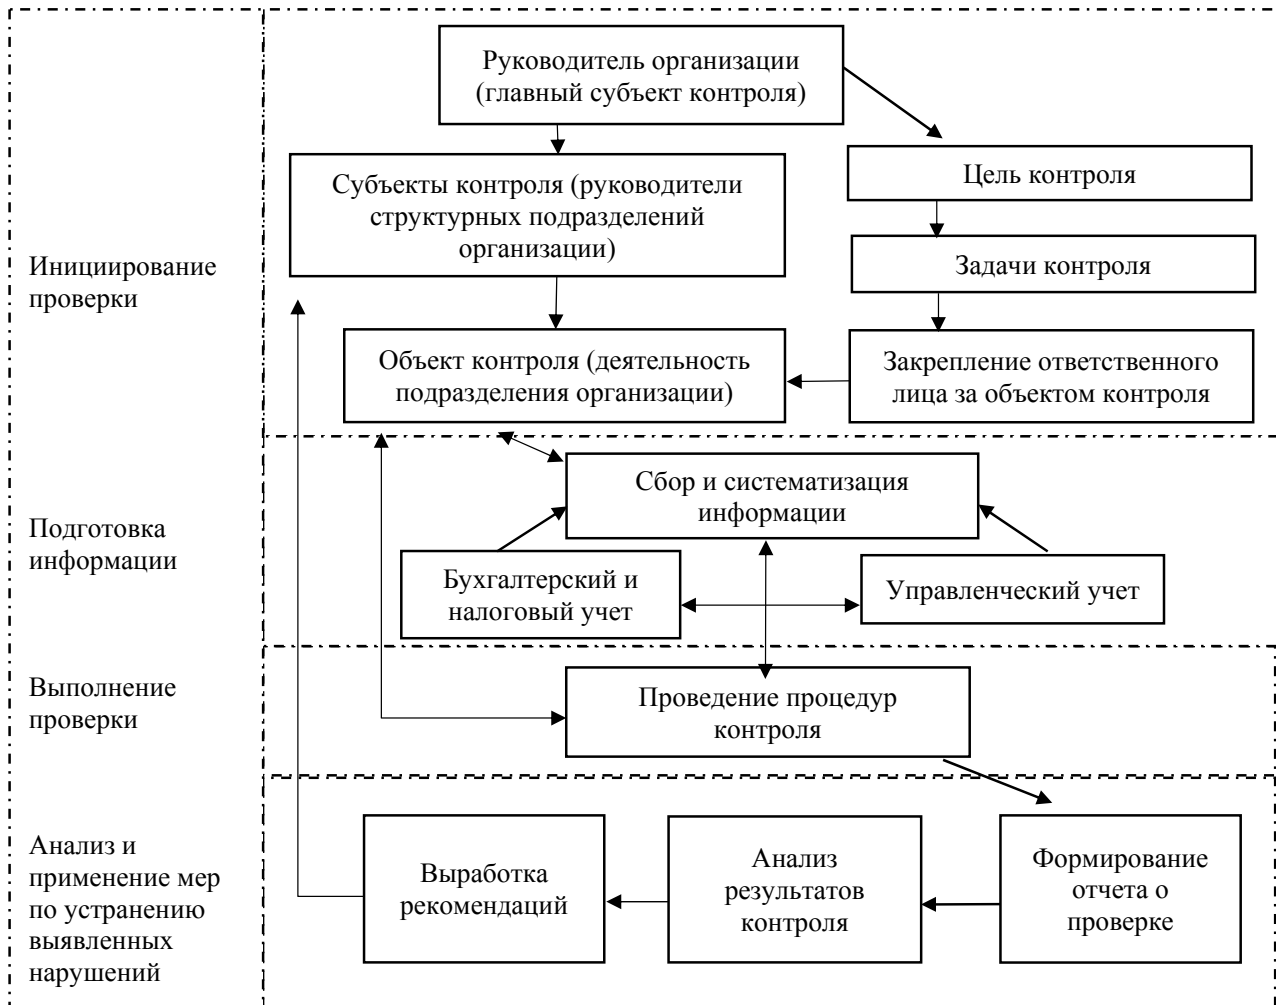 Руководитель организации
(главный субъект контроля)
Цель контроля
Субъекты контроля (руководители
структурных подразделений
организации)
Задачи контроля
Инициирование
проверки
Объект контроля (деятельность
подразделения организации)
Закрепление ответственного
лица за объектом контроля
Подготовка
информации
Сбор и систематизация
информации
Бухгалтерский и
налоговый учет
Управленческий учет
Выполнение
проверки
Проведение процедур
контроля
Анализ и
применение мер
по устранению
выявленных
нарушений
Выработка
рекомендаций
Анализ
результатов
контроля
Формирование
отчета о
проверке